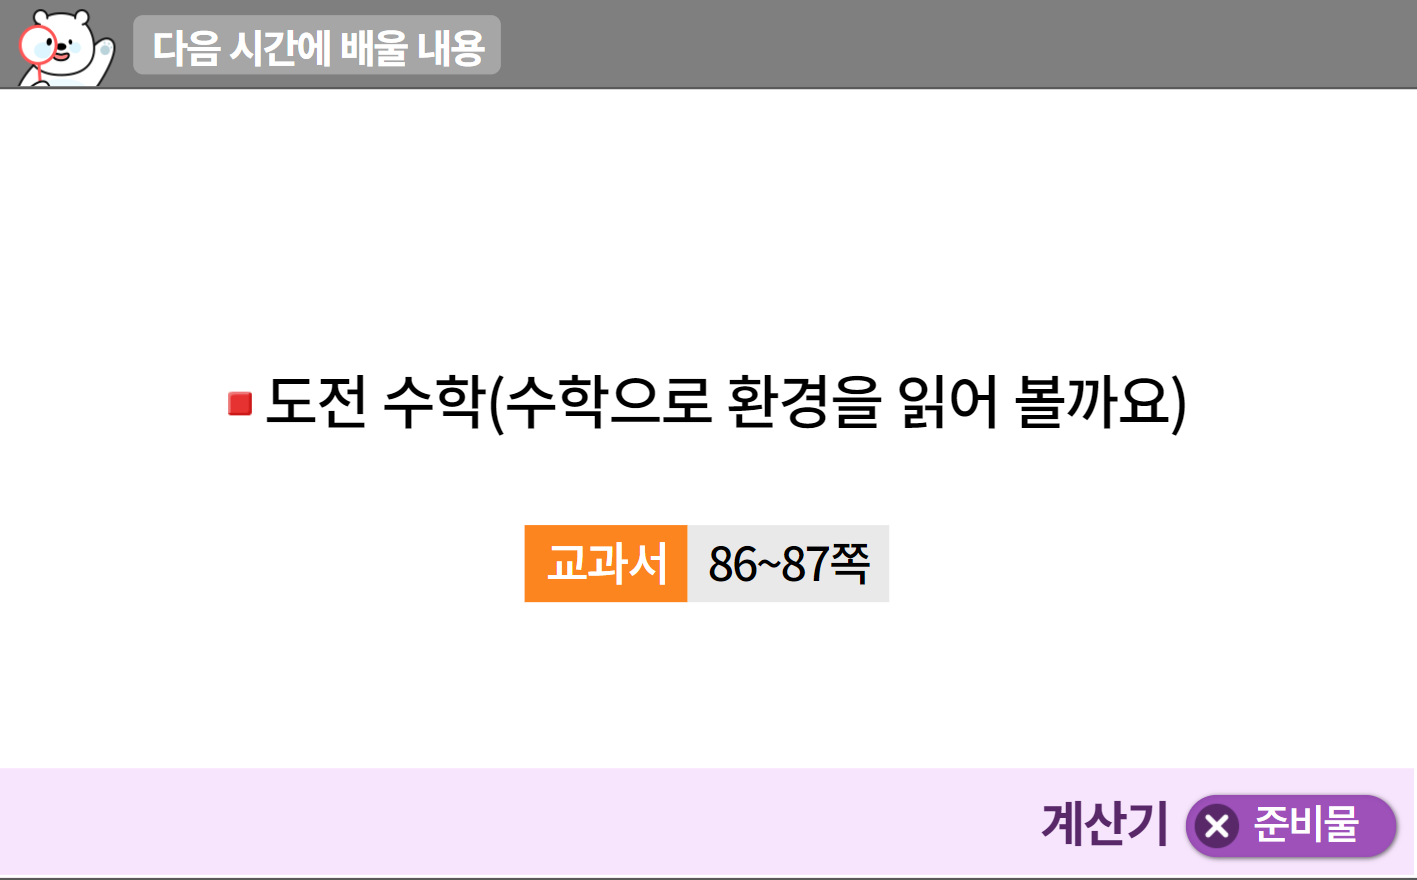 다음 시간에 배울 내용
도전 수학(수학으로 환경을 읽어 볼까요)
교과서 86~87쪽
계산기 준비물